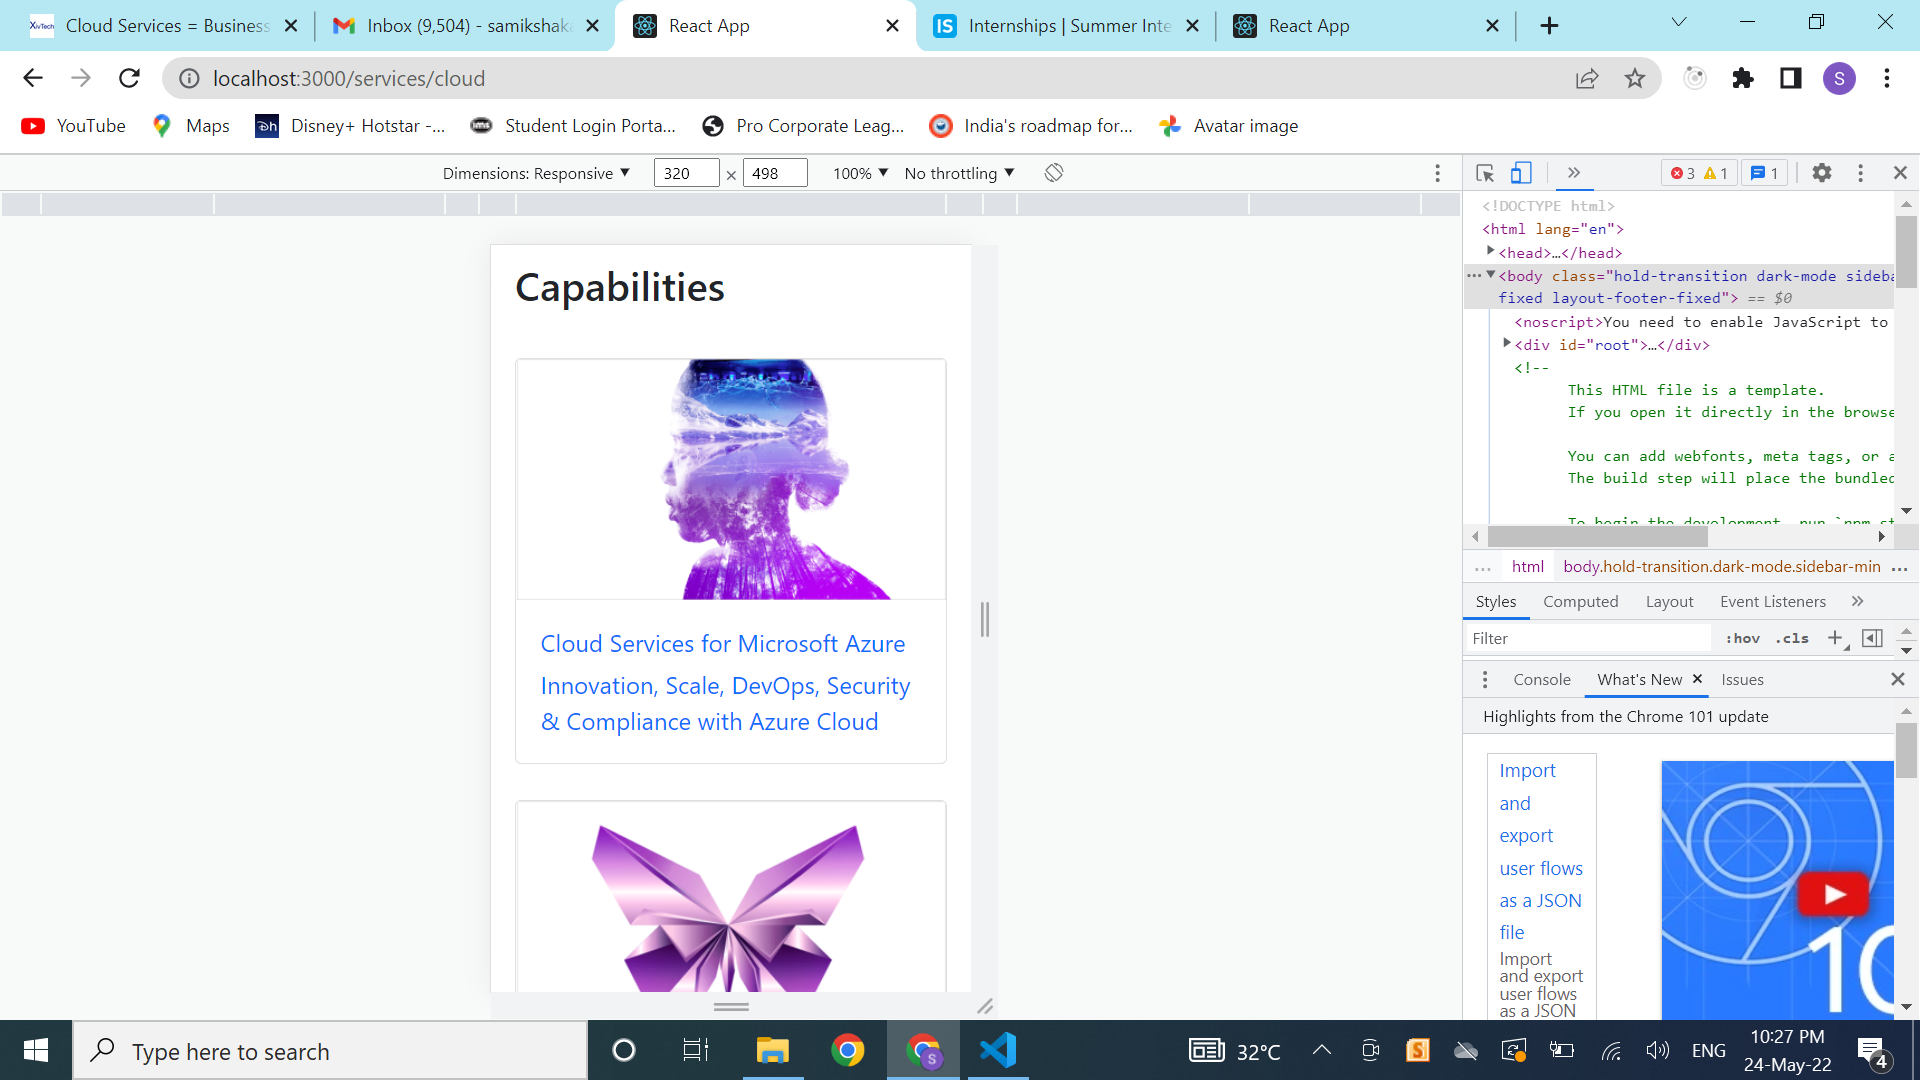 XivTech Cloud Services = Business
Inbox (9,504) - samikshaka
React App
IS Internships | Summer Inte
React App
localhost:3000/services/cloud
S
YouTube
Maps
Disney+ Hotstar -...
Student Login Porta...
Pro Corporate Leag...
India's roadmap for...
Avatar image
Dimensions: Responsive ▼ 320 × 498 100% ▼ No throttling ▼
3 1 1
Capabilities
Cloud Services for Microsoft Azure
Innovation, Scale, DevOps, Security
& Compliance with Azure Cloud
<!DOCTYPE html>
<html lang="en">
<head>…</head>
<body class="hold-transition dark-mode sideba
fixed layout-footer-fixed"> == $0
<noscript>You need to enable JavaScript to
<div id="root">…</div>
<!--
This HTML file is a template.
If you open it directly in the browse
You can add webfonts, meta tags, or a
The build step will place the bundled
To begin the development, run `npm st
... html body.hold-transition.dark-mode.sidebar-min ...
Styles Computed Layout Event Listeners »
Filter :hov .cls +
Console What's New × Issues
Highlights from the Chrome 101 update
Import
and
export
user flows
as a JSON
file
Import
and export
user flows
as a JSON
10
Type here to search
S
32°C
ENG
10:27 PM
24-May-22
4